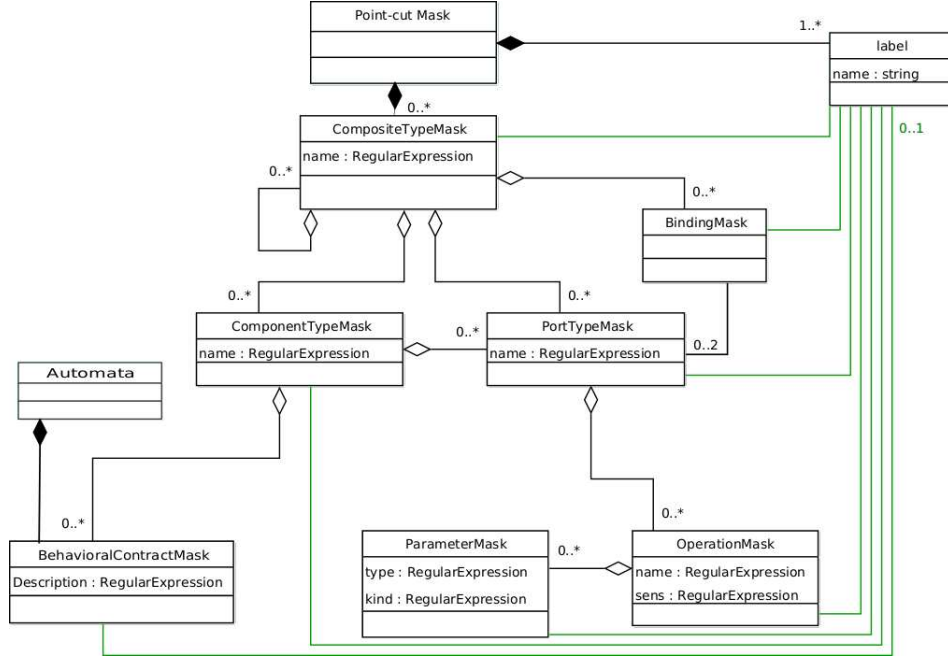 Point-cut Mask
1..*
label
name : string
0..*
0..1
CompositeTypeMask
name : RegularExpression
0..*
0..*
BindingMask
0..*
0..*
ComponentTypeMask
name : RegularExpression
0..*
PortTypeMask
name : RegularExpression
0..2
Automata
0..*
0..*
BehavioralContractMask
Description : RegularExpression
ParameterMask
type : RegularExpression
kind : RegularExpression
0..*
OperationMask
name : RegularExpression
sens : RegularExpression